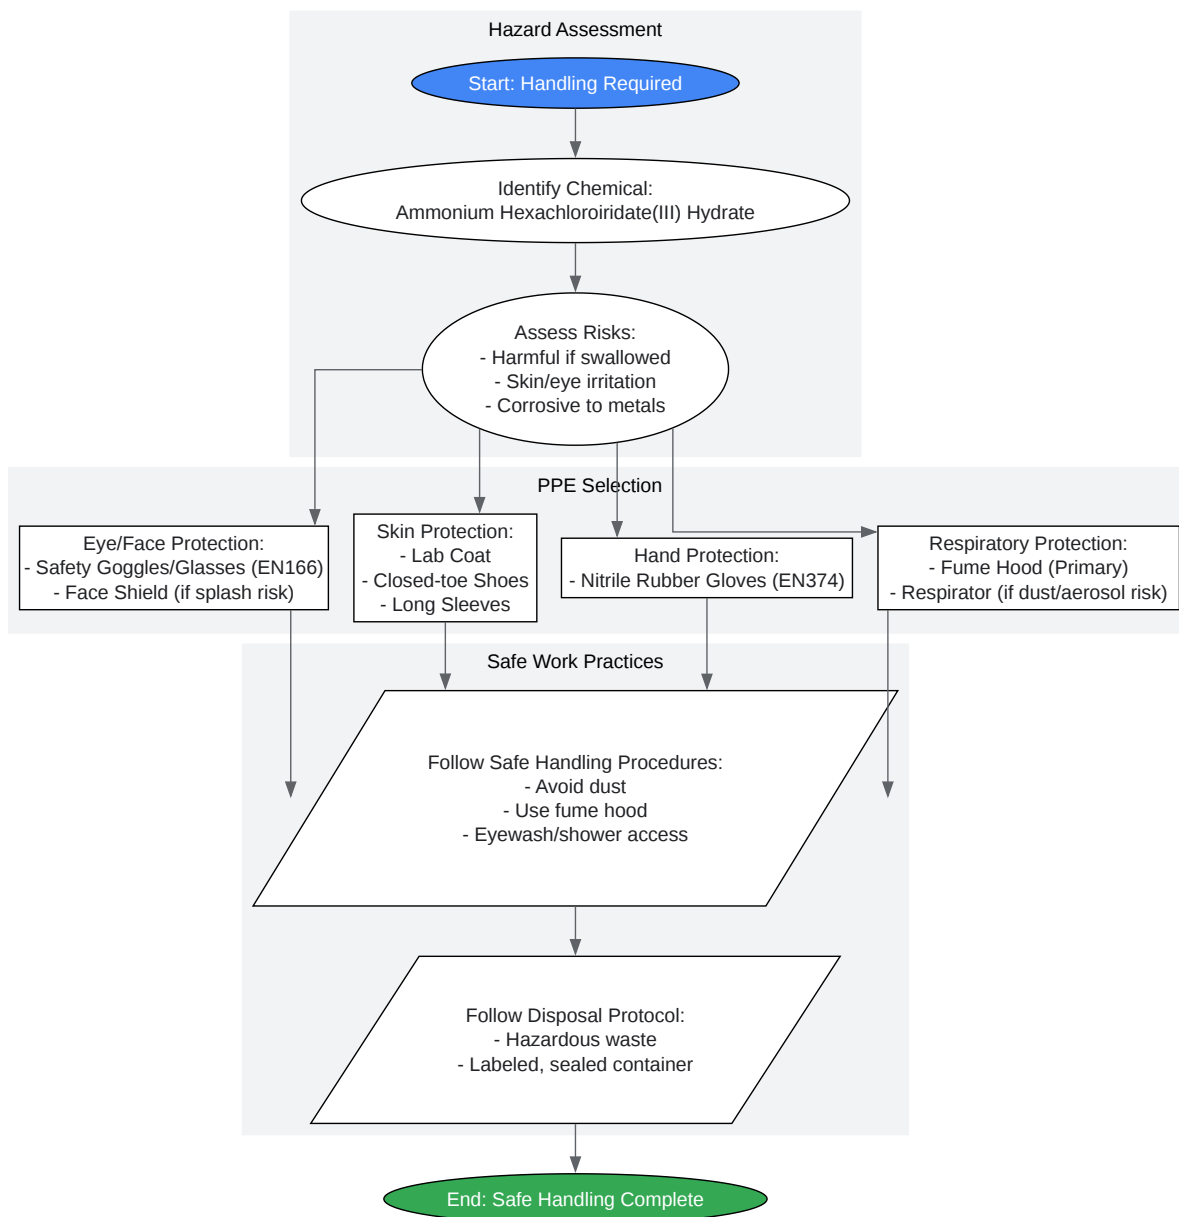 Hazard Assessment
Start: Handling Required
Identify Chemical:
Ammonium Hexachloroiridate(III) Hydrate
Assess Risks:
- Harmful if swallowed
- Skin/eye irritation
- Corrosive to metals
PPE Selection
Eye/Face Protection:
- Safety Goggles/Glasses (EN166)
- Face Shield (if splash risk)
Skin Protection:
- Lab Coat
- Closed-toe Shoes
- Long Sleeves
Hand Protection:
- Nitrile Rubber Gloves (EN374)
Respiratory Protection:
- Fume Hood (Primary)
- Respirator (if dust/aerosol risk)
Safe Work Practices
Follow Safe Handling Procedures:
- Avoid dust
- Use fume hood
- Eyewash/shower access
Follow Disposal Protocol:
- Hazardous waste
- Labeled, sealed container
End: Safe Handling Complete